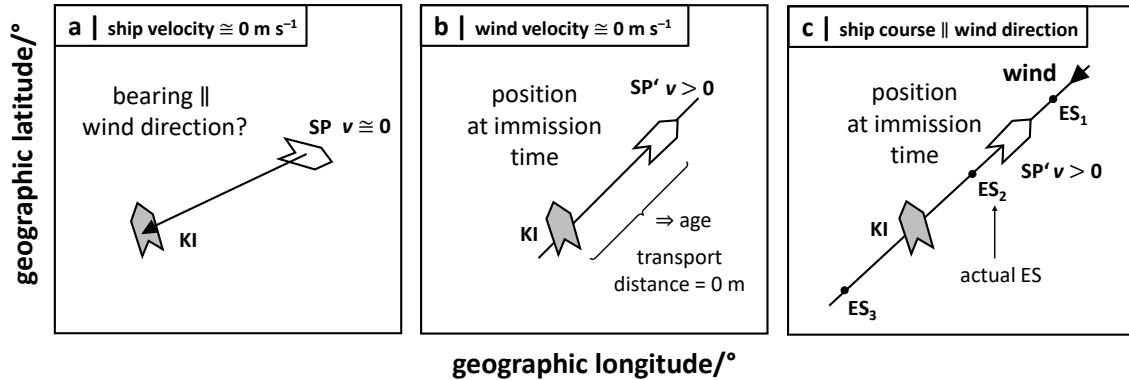 a | ship velocity ≅ 0 m s⁻¹
bearing ∥
wind direction?
SP v ≅ 0
KI
b | wind velocity ≅ 0 m s⁻¹
position
at immission
time
SP‘ v > 0
KI
⇒ age
transport
distance = 0 m
c | ship course ∥ wind direction
wind
position
at immission
time
ES₁
SP‘ v > 0
ES₂
KI
actual ES
ES₃
geographic latitude/°
geographic longitude/°